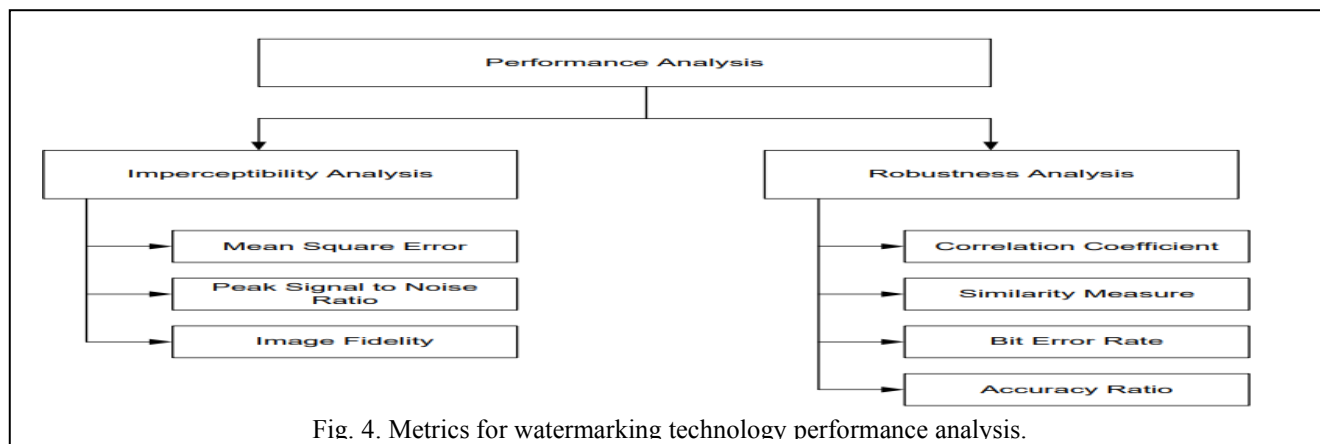 Performance Analysis
Imperceptibility Analysis
Mean Square Error
Peak Signal to Noise
Ratio
Image Fidelity
Robustness Analysis
Correlation Coefficient
Similarity Measure
Bit Error Rate
Accuracy Ratio
Fig. 4. Metrics for watermarking technology performance analysis.